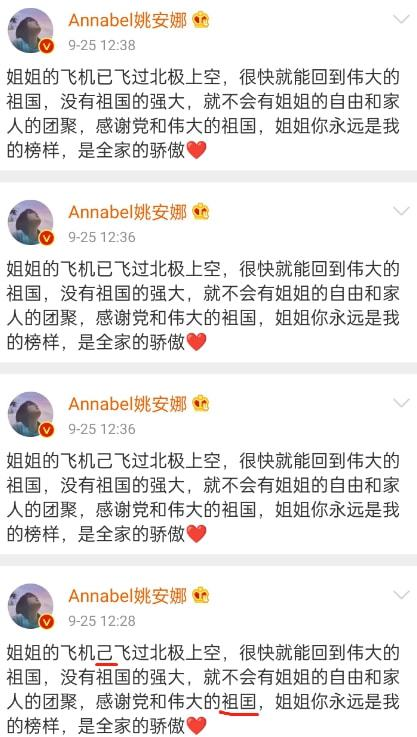 Annabel姚安娜
9-25 12:38
姐姐的飞机已飞过北极上空，很快就能回到伟大的
祖国，没有祖国的强大，就不会有姐姐的自由和家
人的团聚，感谢党和伟大的祖国，姐姐你永远是我
的榜样，是全家的骄傲❤️
Annabel姚安娜
9-25 12:36
姐姐的飞机已飞过北极上空，很快就能回到伟大的
祖国，没有祖国的强大，就不会有姐姐的自由和家
人的团聚，感谢党和伟大的祖国，姐姐你永远是我
的榜样，是全家的骄傲❤️
Annabel姚安娜
9-25 12:36
姐姐的飞机己飞过北极上空，很快就能回到伟大的
祖国，没有祖国的强大，就不会有姐姐的自由和家
人的团聚，感谢党和伟大的祖国，姐姐你永远是我
的榜样，是全家的骄傲❤️
Annabel姚安娜
9-25 12:28
姐姐的飞机己飞过北极上空，很快就能回到伟大的
祖国，没有祖国的强大，就不会有姐姐的自由和家
人的团聚，感谢党和伟大的祖囯，姐姐你永远是我
的榜样，是全家的骄傲❤️